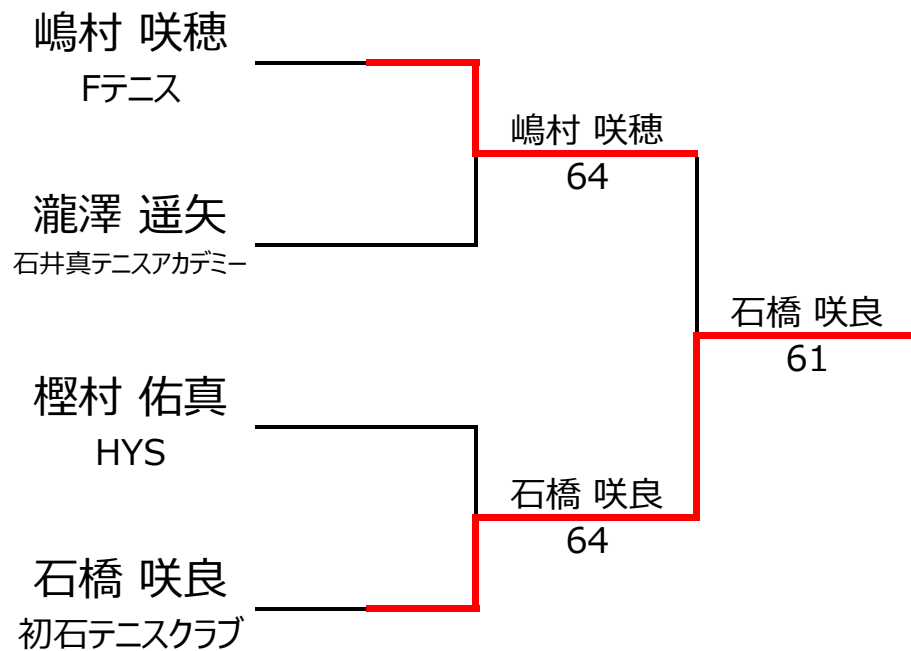 嶋村 咲穂
Fテニス
嶋村 咲穂
64
瀧澤 遥矢
石井真テニスアカデミー
石橋 咲良
61
樫村 佑真
HYS
石橋 咲良
64
石橋 咲良
初石テニスクラブ